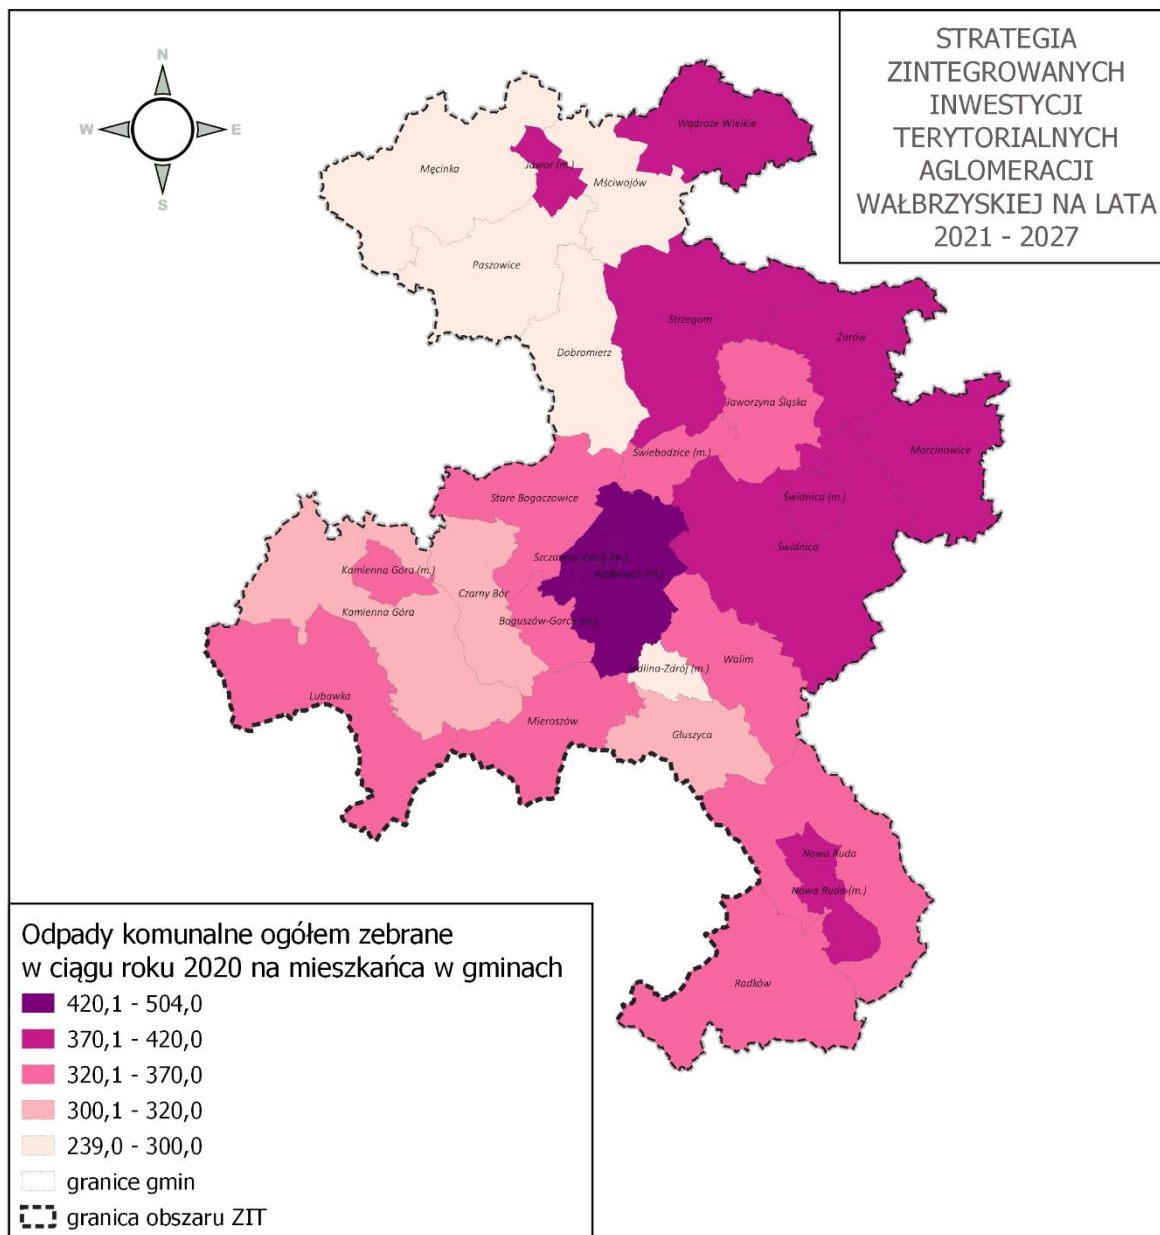 STRATEGIA
ZINTEGROWANYCH
INWESTYCJI
TERYTORIALNYCH
AGLOMERACJI
WAŁBRZYSKIEJ NA LATA
2021 - 2027
N
W
E
S
Wądroże Wielkie
Męcinka
Jawor (m.)
Mściwojów
Paszowice
Strzegom
Żarów
Dobromierz
Jaworzyna Śląska
Marcinowice
Świebodzice (m.)
Stare Bogaczowice
Świdnica (m.)
Świdnica
Szczawno-Zdrój (m.)
Kamienna Góra (m.)
Wałbrzych (m.)
Czarny Bór
Kamienna Góra
Boguszów-Gorce (m.)
Walim
Jedlina-Zdrój (m.)
Lubawka
Mieroszów
Głuszyca
Nowa Ruda
Nowa Ruda (m.)
Radków
Odpady komunalne ogółem zebrane
w ciągu roku 2020 na mieszkańca w gminach
420,1 - 504,0
370,1 - 420,0
320,1 - 370,0
300,1 - 320,0
239,0 - 300,0
granice gmin
granica obszaru ZIT